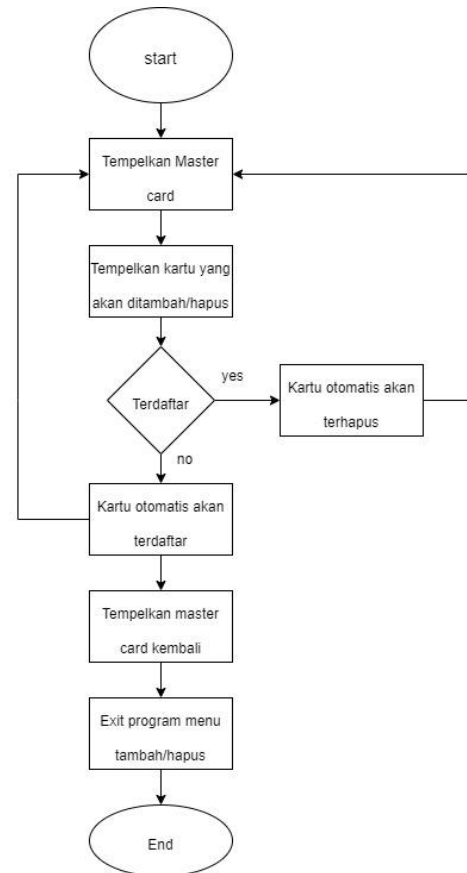 start
Tempelkan Master
card
Tempelkan kartu yang
akan ditambah/hapus
Terdaftar
yes
Kartu otomatis akan
terhapus
no
Kartu otomatis akan
terdaftar
Tempelkan master
card kembali
Exit program menu
tambah/hapus
End